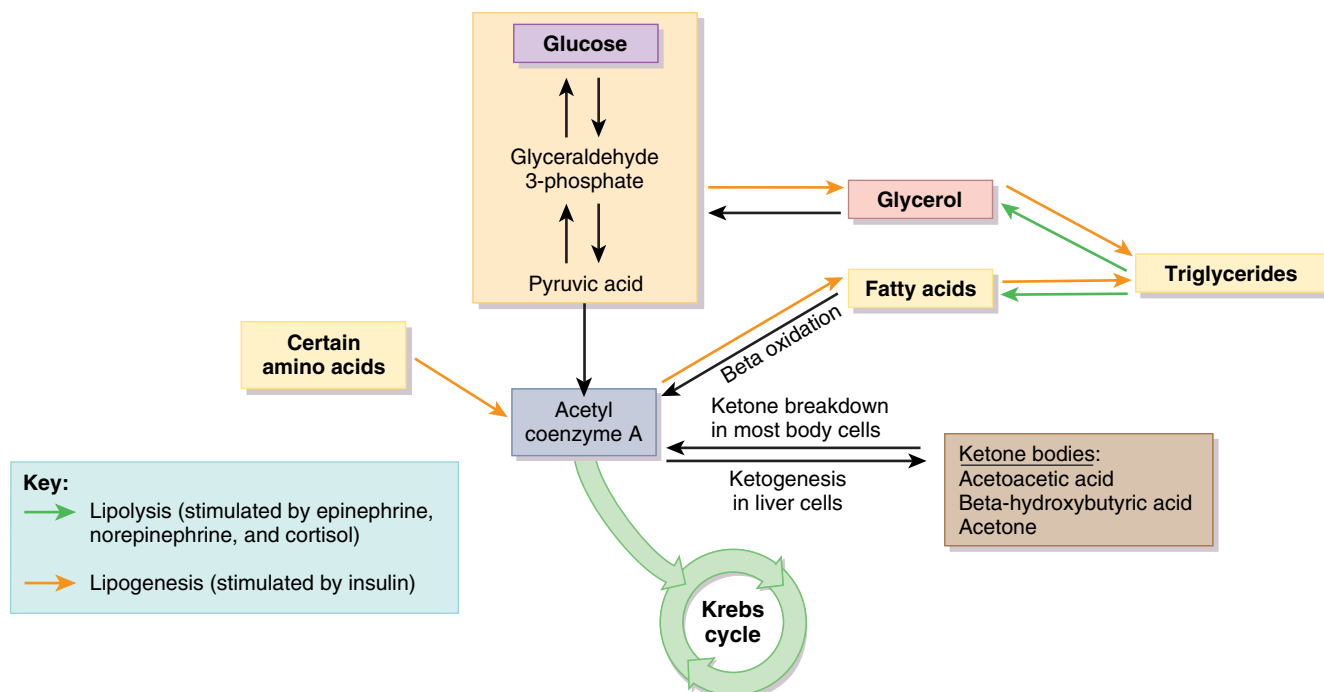 Glucose
Glyceraldehyde
3-phosphate
Pyruvic acid
Glycerol
Fatty acids
Triglycerides
Beta oxidation
Certain
amino acids
Acetyl
coenzyme A
Ketone breakdown
in most body cells
Ketogenesis
in liver cells
Ketone bodies:
Acetoacetic acid
Beta-hydroxybutyric acid
Acetone
Key:
Lipolysis (stimulated by epinephrine,
norepinephrine, and cortisol)
Lipogenesis (stimulated by insulin)
Krebs
cycle